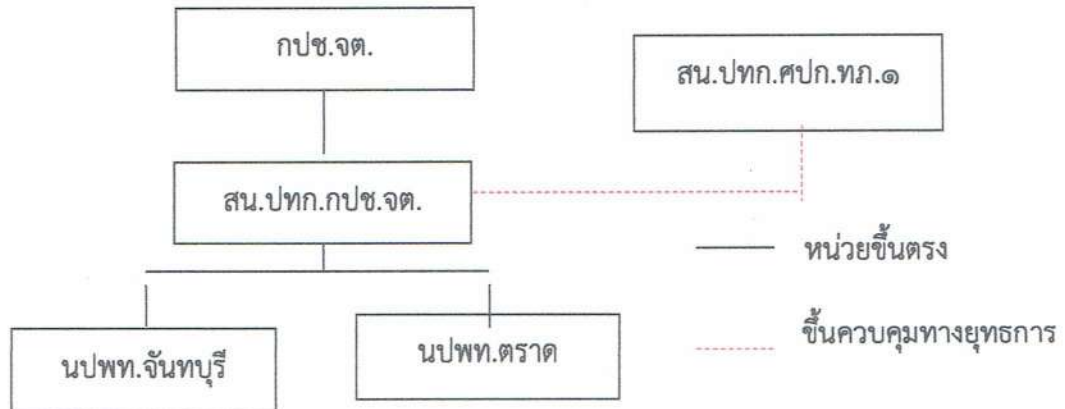 กปช.จต.
สน.ปทก.ศปก.ทภ.๑
สน.ปทก.กปช.จต.
หน่วยขึ้นตรง
ขึ้นควบคุมทางยุทธการ
นปพท.จันทบุรี
นปพท.ตราด